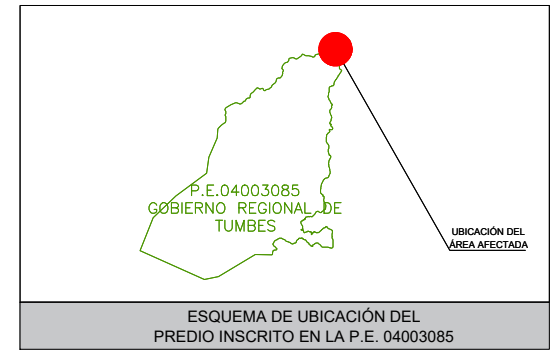 P.E.04003085
GOBIERNO REGIONAL DE
TUMBES
UBICACIÓN DEL
ÁREA AFECTADA
ESQUEMA DE UBICACIÓN DEL
PREDIO INSCRITO EN LA P.E. 04003085